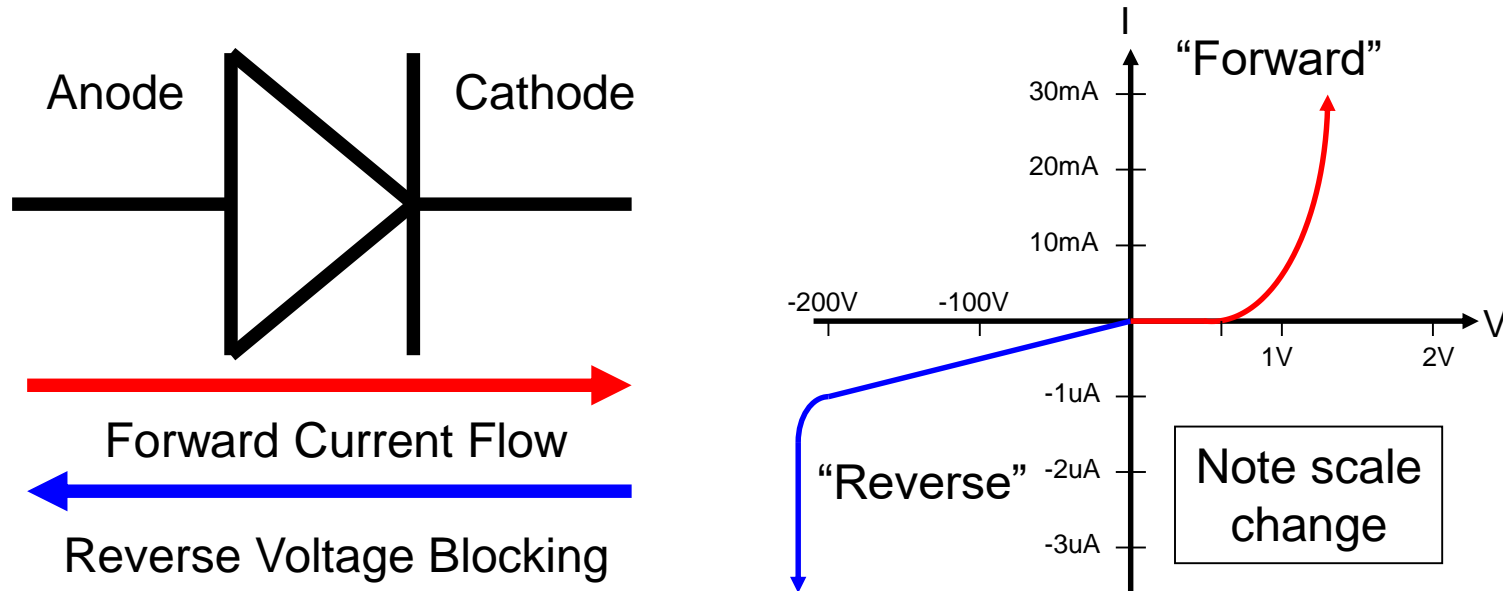 Anode
Cathode
Forward Current Flow
Reverse Voltage Blocking
I
“Forward”
30mA
20mA
10mA
-200V
-100V
V
1V
2V
-1uA
“Reverse”
-2uA
-3uA
Note scale
change